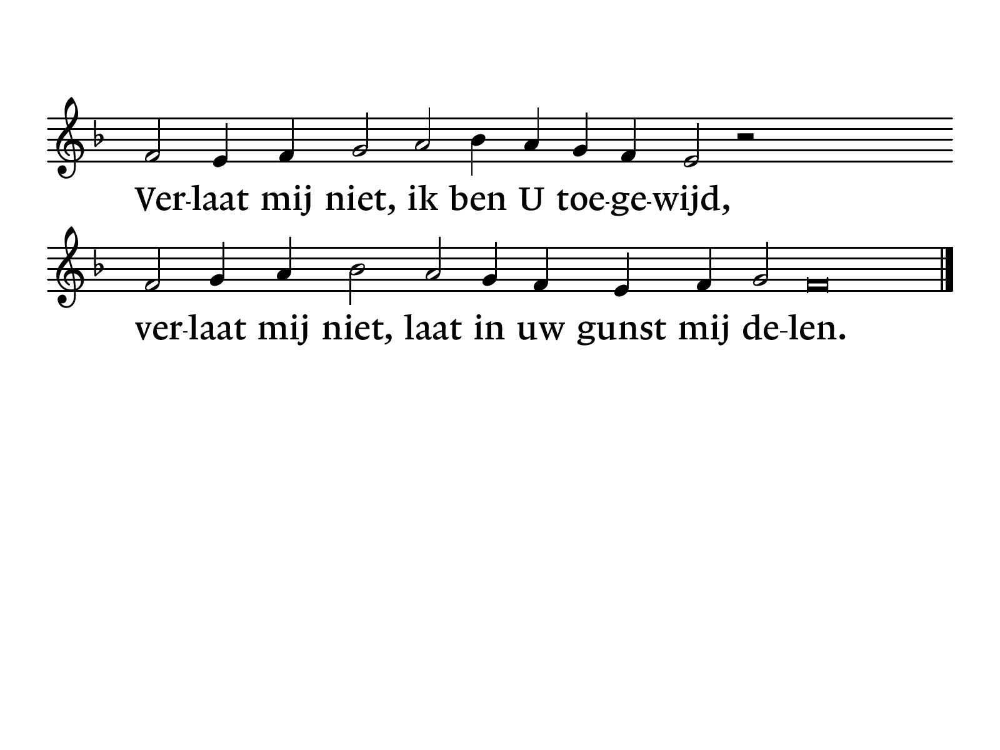 Ver-laat mij niet, ik ben U toe-ge-wijd,
ver-laat mij niet, laat in uw gunst mij de-len.